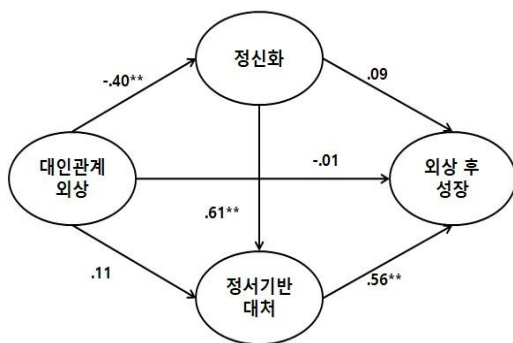 정신화
-.40**
.09
대인관계
외상
-.01
외상 후
성장
.61**
.11
정서기반
대처
.56**